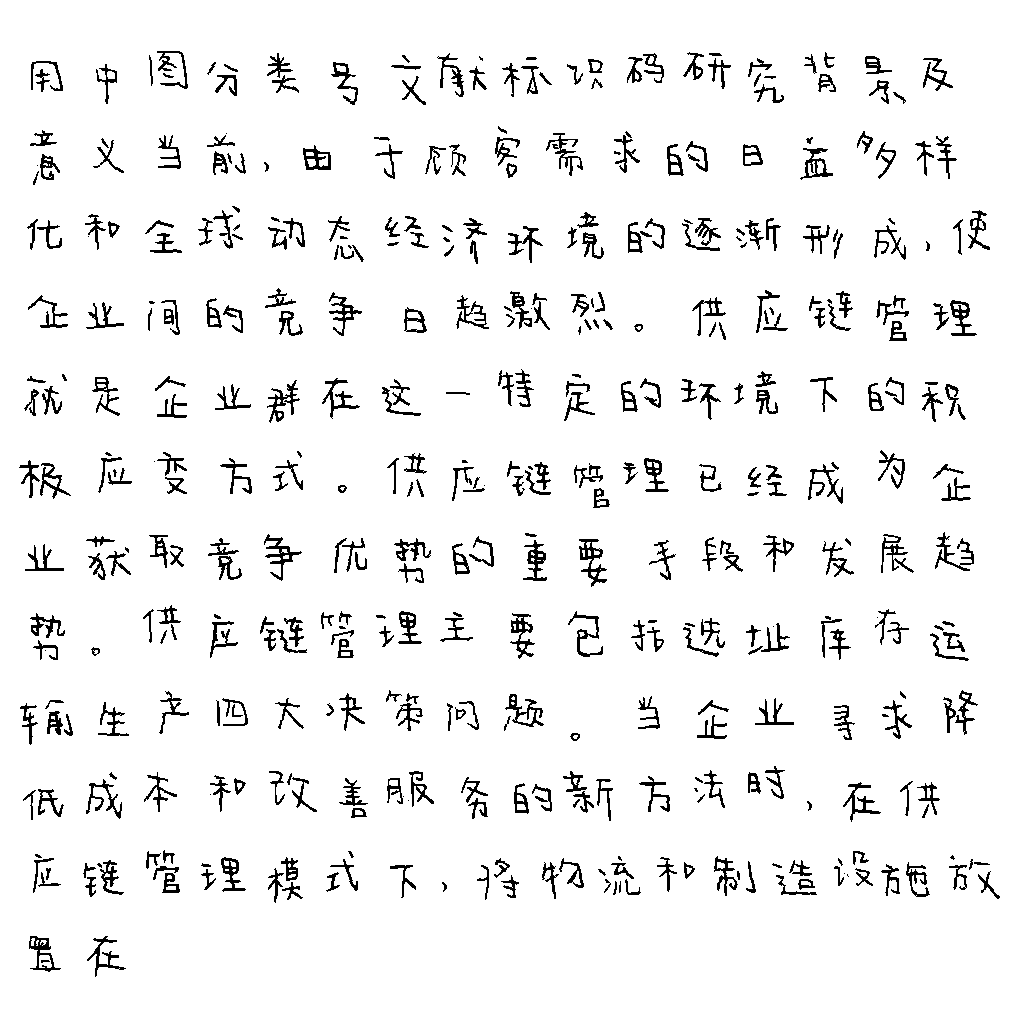 用中图分类号文献标识码研究背景及
意义当前,由于顾客需求的日益多样
化和全球动态经济环境的逐渐形成,使
企业间的竞争日趋激烈。供应链管理
就是企业群在这一特定的环境下的积
极应变方式。供应链管理已经成为企
业获取竞争优势的重要手段和发展趋
势。供应链管理主要包括选址库存运
输生产四大决策问题。当企业寻求降
低成本和改善服务的新方法时,在供
应链管理模式下,将物流和制造设施放
置在